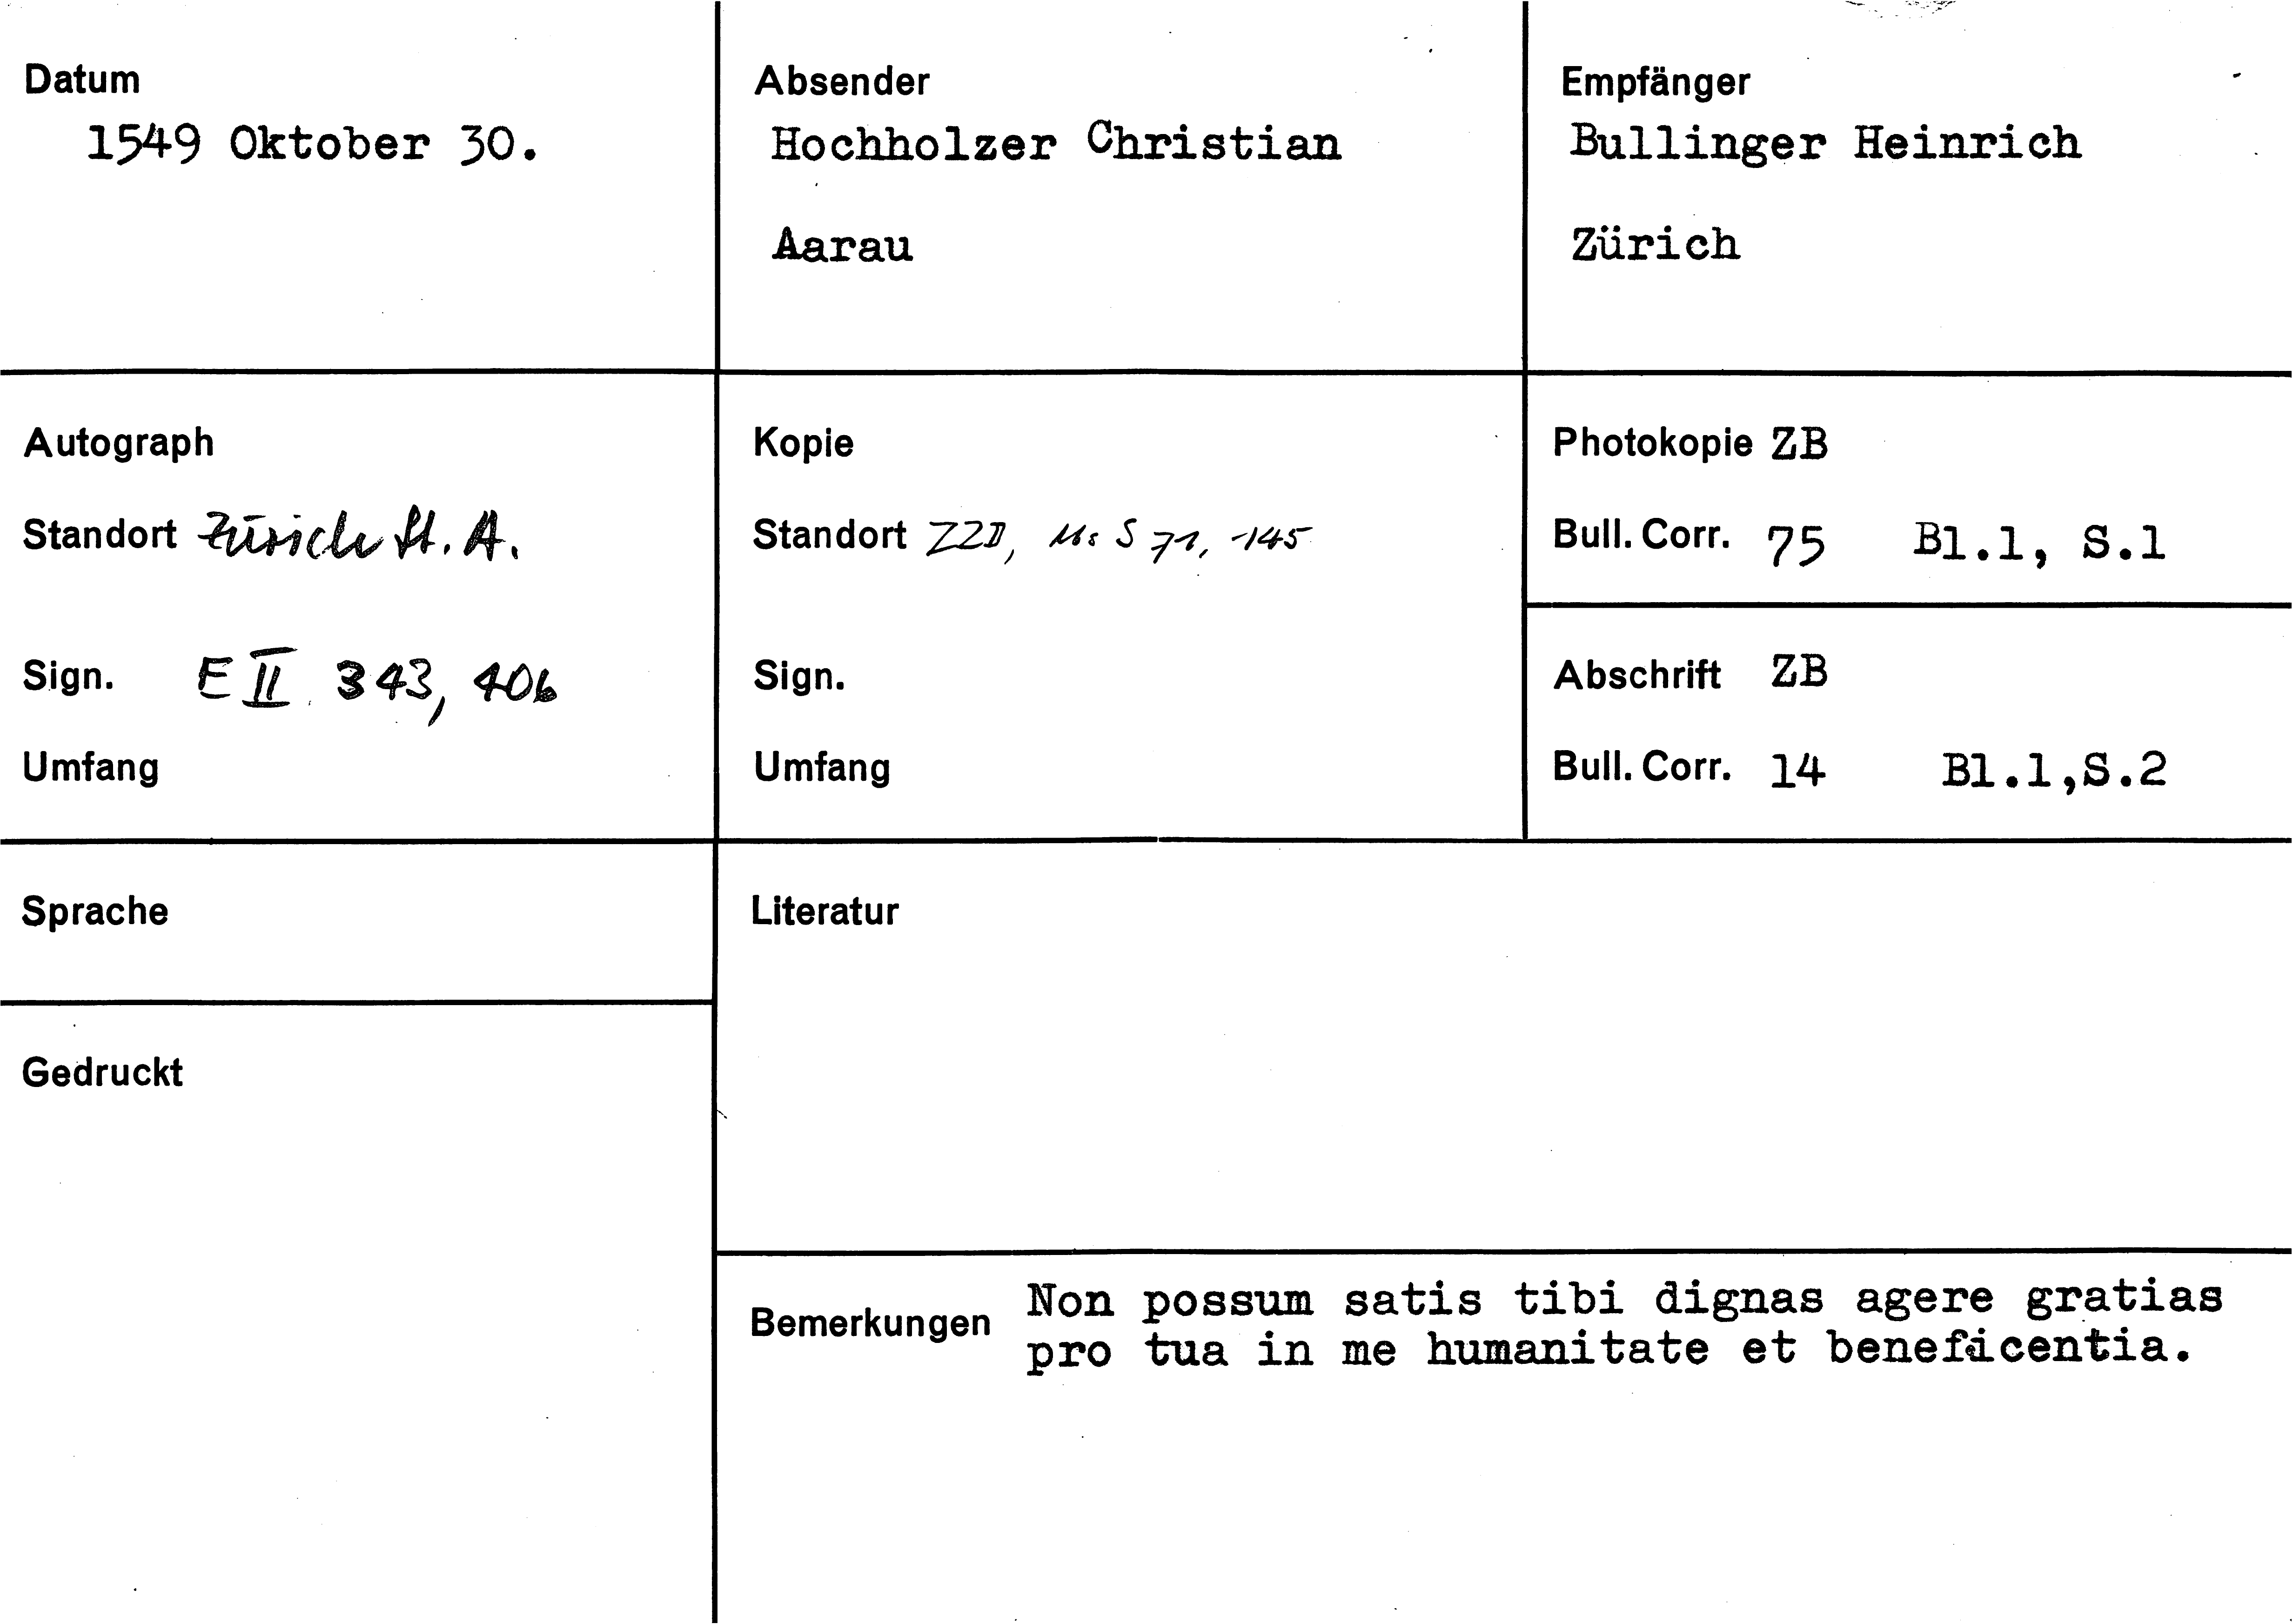 Datum
1549 Oktober 30.
Absender
Hochholzer Christian
Aarau
Empfänger
Bullinger Heinrich
Zürich
Autograph
Standort Zürich St. A.
Sign. E II 343, 406
Umfang
Kopie
Standort ZZB, Ms S 71, 145
Sign.
Umfang
Photokopie ZB
Bull. Corr. 75 Bl.1, S.1
Abschrift ZB
Bull. Corr. 14 Bl.1,S.2
Sprache
Literatur
Gedruckt
Bemerkungen
Non possum satis tibi dignas agere gratias
pro tua in me humanitate et beneficentia.